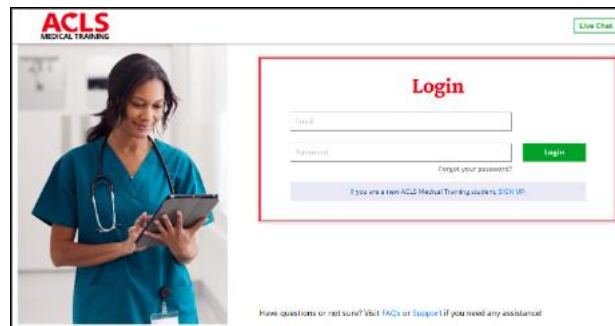 ACLS
MEDICAL TRAINING
Live Chat
Login
Email
Password
Login
Forgot your password?
If you are a new ACLS Medical Training student, SIGN UP.
Have questions or not sure? Visit FAQs or Support if you need any assistance!